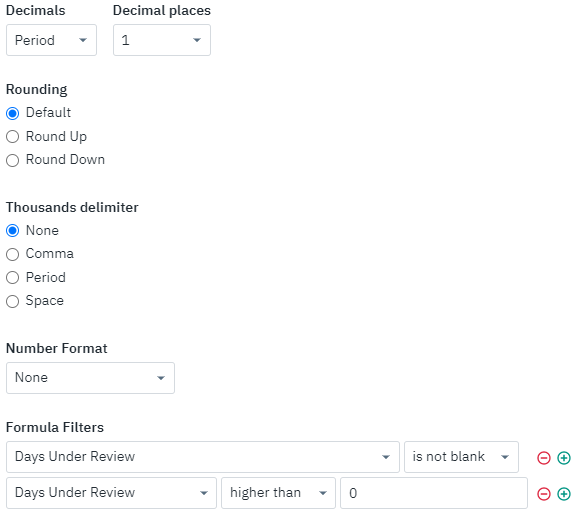 Decimals Decimal places
Period 1
Rounding
Default
Round Up
Round Down
Thousands delimiter
None
Comma
Period
Space
Number Format
None
Formula Filters
Days Under Review is not blank
Days Under Review higher than 0